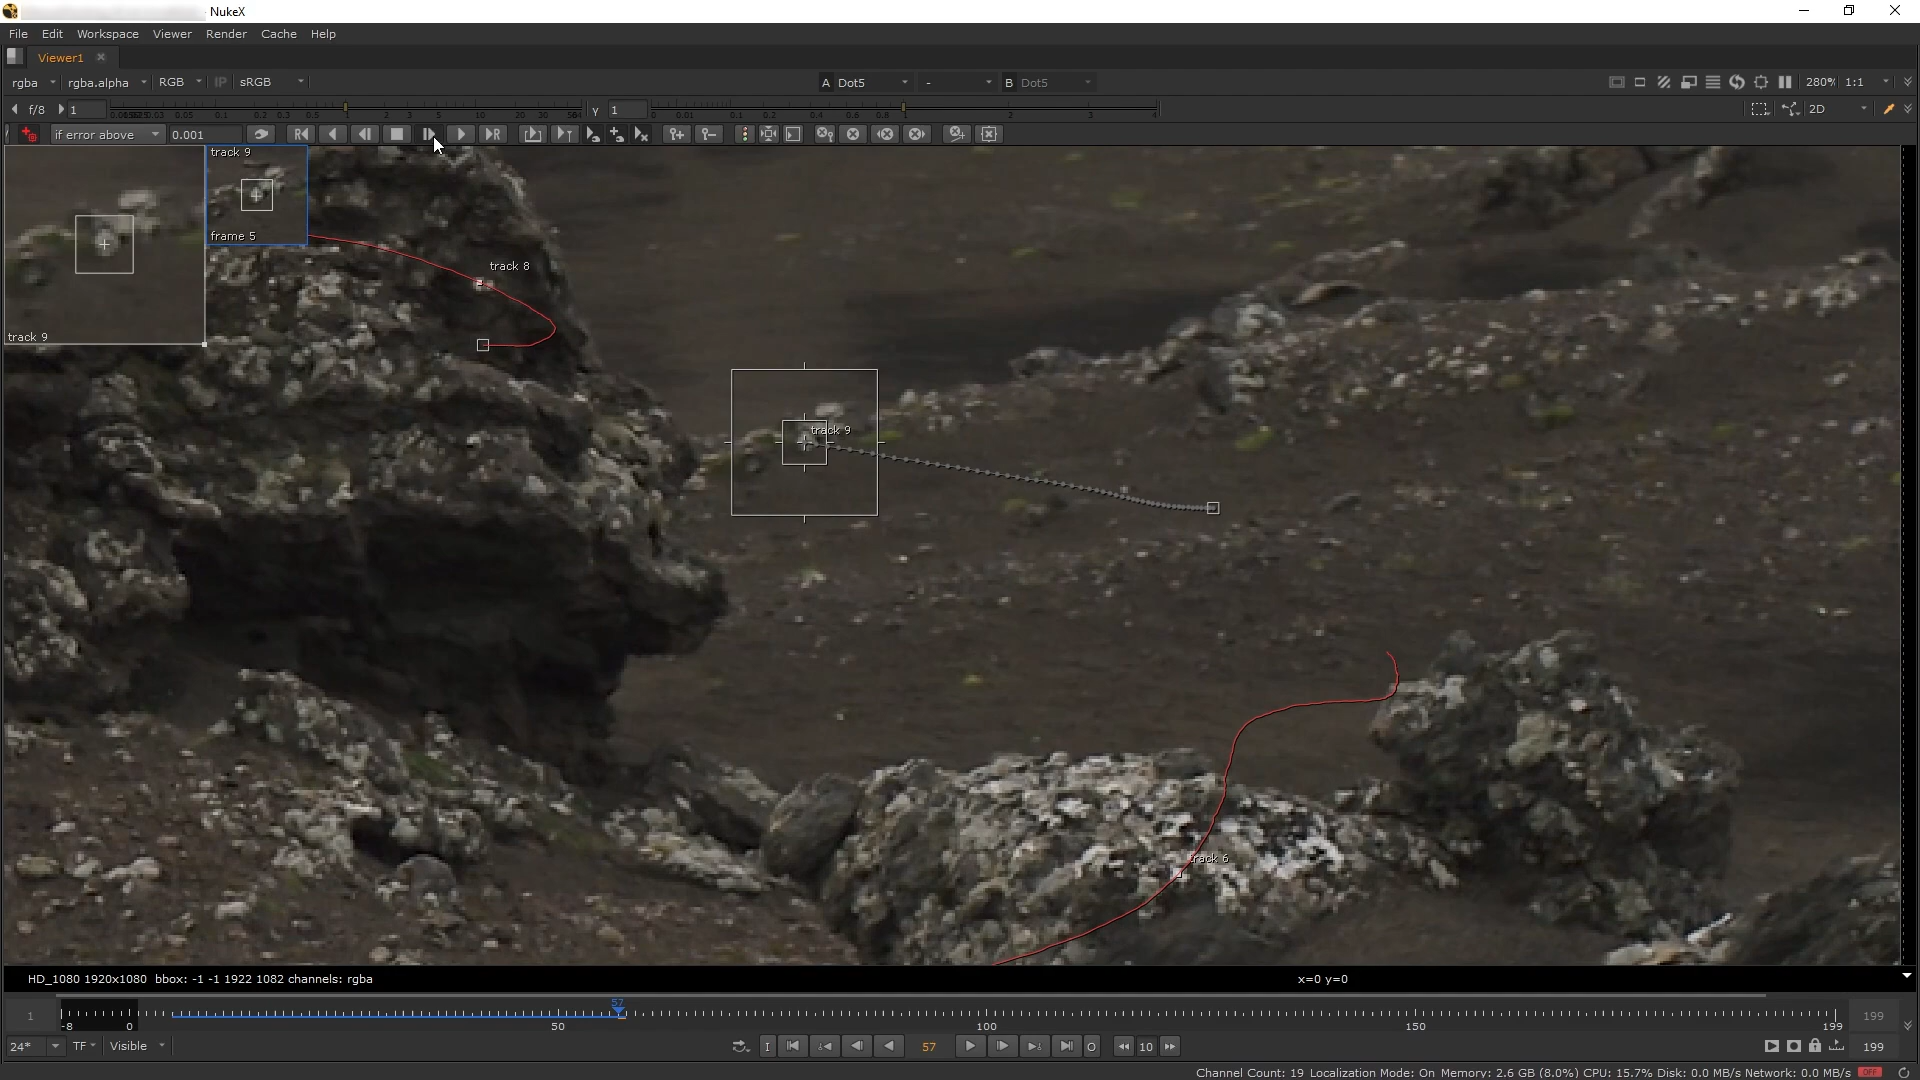 NukeX
File Edit Workspace Viewer Render Cache Help
Viewer1
rgba rgba.alpha RGB IP sRGB A Dot5 - B Dot5 280% 1:1
f/8 1 Y 1 2D
if error above 0.001
track 9
frame 5
track 9
track 8
track 9
track 6
HD_1080 1920x1080 bbox: -1 -1 1922 1082 channels: rgba x=0 y=0
57
1 199
-8 0 50 100 150 199
24* TF Visible I 57 O 10 199
Channel Count: 19 Localization Mode: On Memory: 2.6 GB (8.0%) CPU: 15.7% Disk: 0.0 MB/s Network: 0.0 MB/s OFF